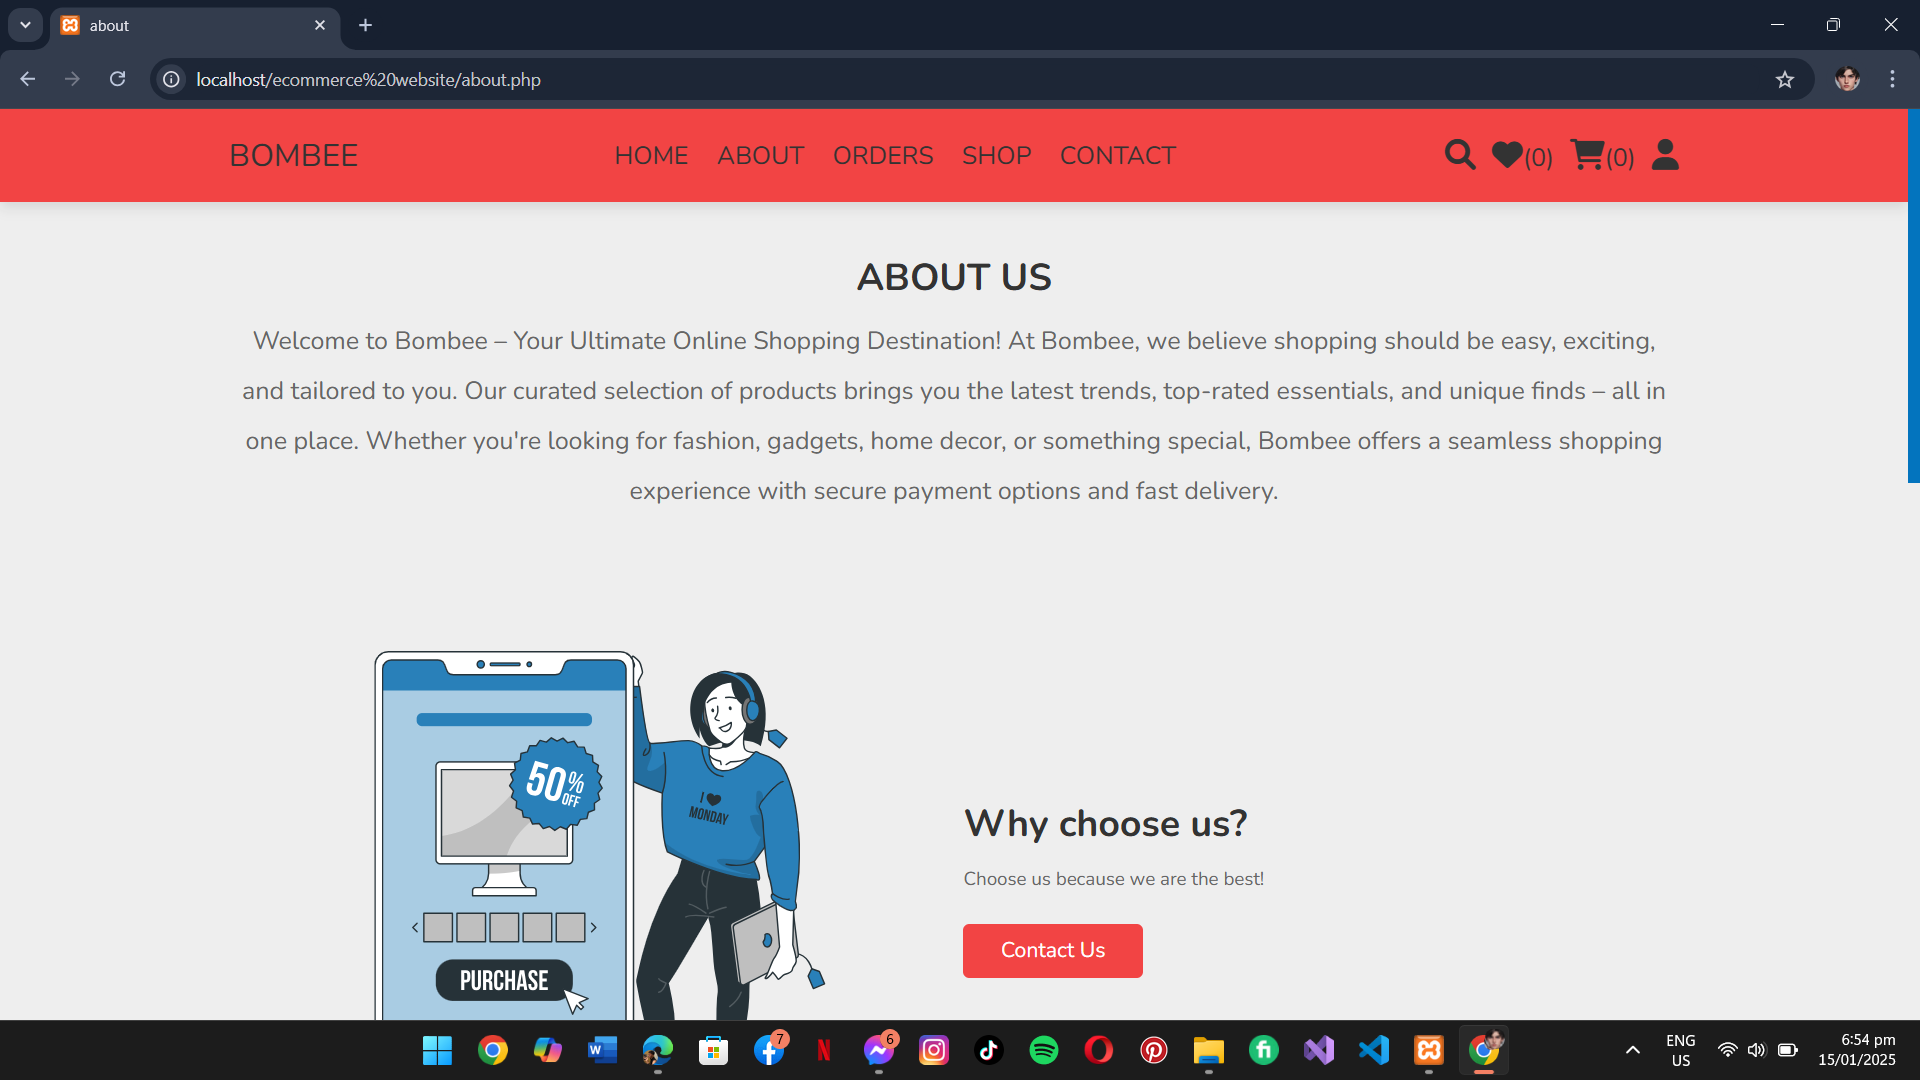 about
localhost/ecommerce%20website/about.php
BOMBEE
HOME ABOUT ORDERS SHOP CONTACT
(0) (0)
ABOUT US
Welcome to Bombee – Your Ultimate Online Shopping Destination! At Bombee, we believe shopping should be easy, exciting,
and tailored to you. Our curated selection of products brings you the latest trends, top-rated essentials, and unique finds – all in
one place. Whether you're looking for fashion, gadgets, home decor, or something special, Bombee offers a seamless shopping
experience with secure payment options and fast delivery.
50%
OFF
I
MONDAY
PURCHASE
Why choose us?
Choose us because we are the best!
Contact Us
W
7
N
6
fi
ENG
US
6:54 pm
15/01/2025